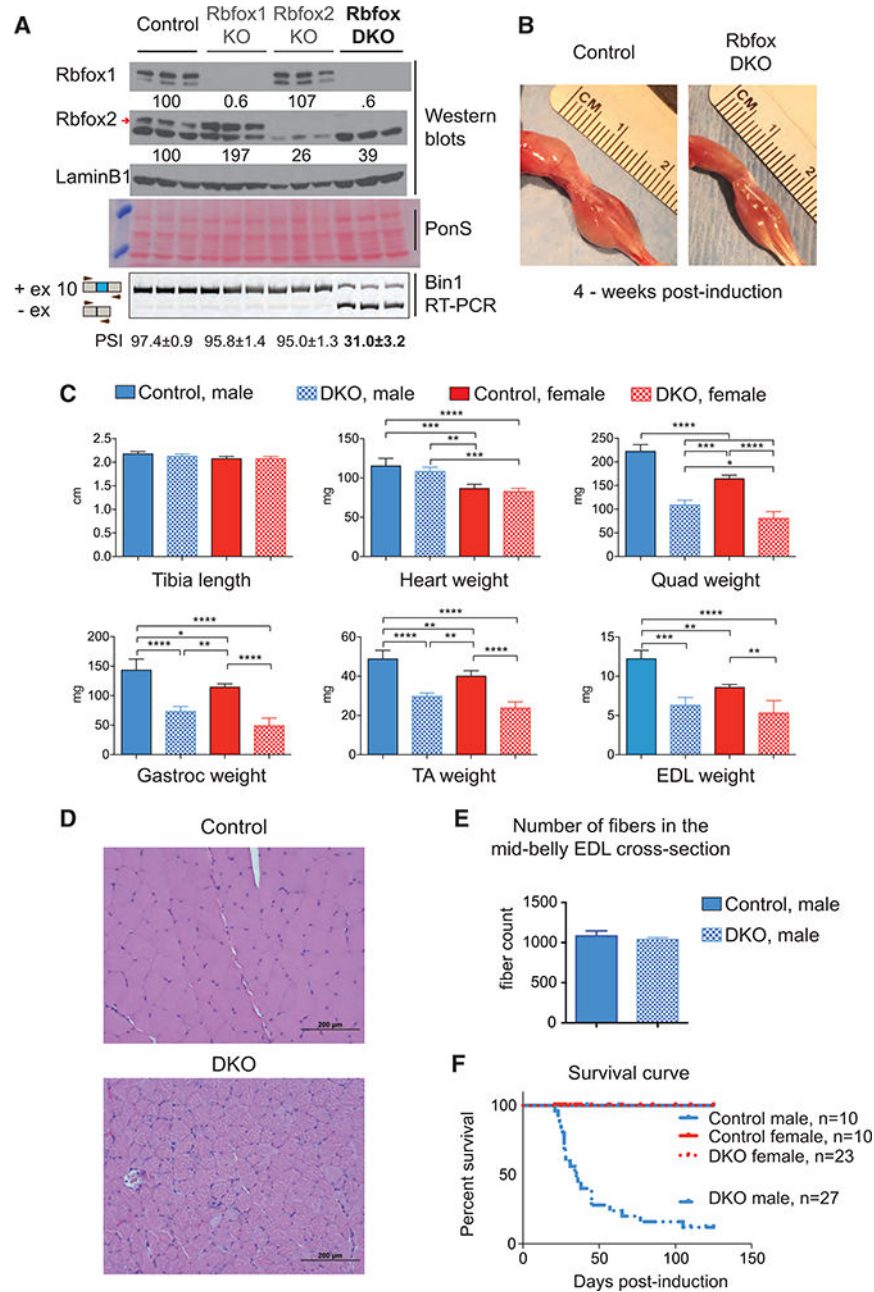 A
Control
Rbfox1
KO
Rbfox2
KO
Rbfox
DKO
Rbfox1
100 0.6 107 .6
Rbfox2
100 197 26 39
LaminB1
Western
blots
PonS
+ ex 10
- ex
Bin1
RT-PCR
PSI 97.4±0.9 95.8±1.4 95.0±1.3 31.0±3.2
B
Control
Rbfox
DKO
CM 1 2
CM 1 2
4 - weeks post-induction
C
Control, male DKO, male Control, female DKO, female
cm
2.5
2.0
1.5
1.0
0.5
0.0
Tibia length
mg
150
100
50
0
****
***
**
***
Heart weight
mg
250
200
150
100
50
0
****
*** ****
*
Quad weight
mg
200
150
100
50
0
****
*
**** **
****
Gastroc weight
mg
60
40
20
0
****
**
**** **
****
TA weight
mg
15
10
5
0
****
**
***
**
EDL weight
D
Control
200 µm
DKO
200 µm
E
Number of fibers in the
mid-belly EDL cross-section
fiber count
1500
1000
500
0
Control, male
DKO, male
F
Survival curve
Percent survival
100
50
0
Control male, n=10
Control female, n=10
DKO female, n=23
DKO male, n=27
0 50 100 150
Days post-induction